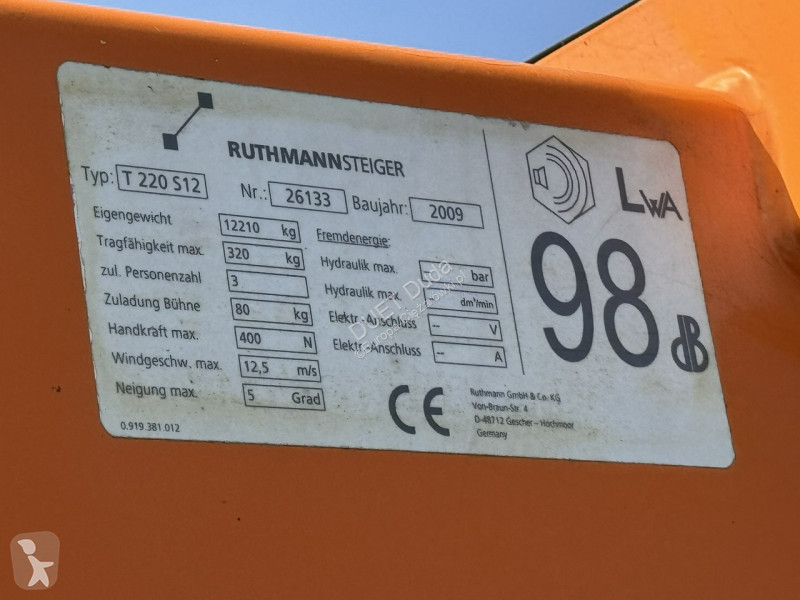 RUTHMANNSTEIGER
Typ: T 220 S12 Nr.: 26133 Baujahr: 2009
Eigengewicht 12210 kg
Tragfähigkeit max. 320 kg
zul. Personenzahl 3
Zuladung Bühne 80 kg
Handkraft max. 400 N
Windgeschw. max. 12,5 m/s
Neigung max. 5 Grad
0.919.381.012
Fremdenergie:
Hydraulik max. bar
Hydraulik max. dm³/min
Elektr.-Anschluss -- V
Elektr.-Anschluss -- A
CE
Ruthmann GmbH & Co. KG
Von-Braun-Str. 4
D-48712 Gescher – Hochmoor
Germany
LWA
98 dB